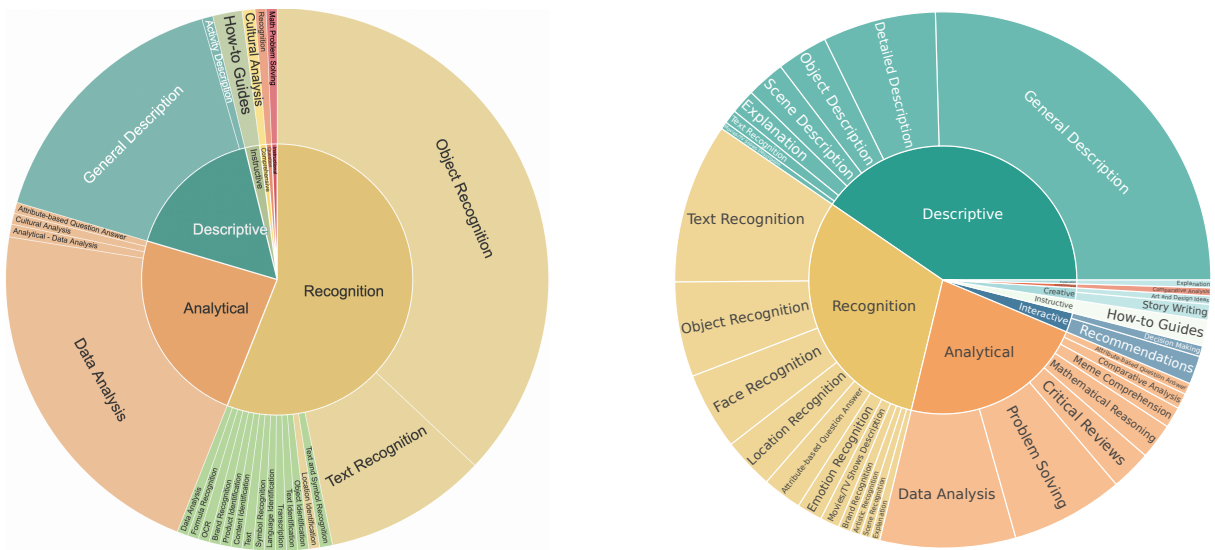 Math Problem Solving
Recognition
Cultural Analysis
How-to Guides
Activity Description
General Description
Attribute-based Question Answer
Cultural Analysis
Analytical - Data Analysis
Data Analysis
Descriptive
Instructive
Comprehensive
Analytical
Recognition
Object Recognition
Text Recognition
Data Analysis
Formula Recognition
OCR
Brand Recognition
Product Identification
Content Identification
Text
Symbol Recognition
Language Identification
Transcription
Text Identification
Object Identification
Location Identification
Text and Symbol Recognition
General Description
Detailed Description
Object Description
Scene Description
Explanation
Text Recognition
Descriptive
Recognition
Analytical
Interactive
Instructive
Creative
Text Recognition
Object Recognition
Face Recognition
Location Recognition
Attribute-based Question Answer
Emotion Recognition
Movies/TV Shows Description
Brand Recognition
Artistic Recognition
Scene Recognition
Explanation
Data Analysis
Problem Solving
Critical Reviews
Mathematical Reasoning
Meme Comprehension
Comparative Analysis
Attribute-based Question Answer
Recommendations
Decision Making
How-to Guides
Story Writing
Art and Design Ideas
Comparative Analysis
Explanation